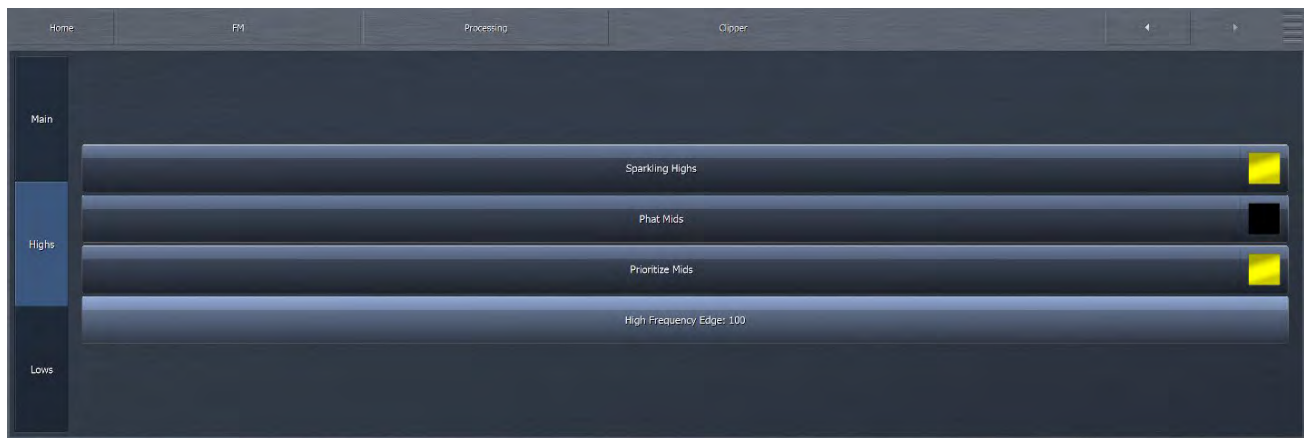 Home FM Processing Clipper
Main
Sparkling Highs
Phat Mids
Highs
Prioritize Mids
High Frequency Edge: 100
Lows